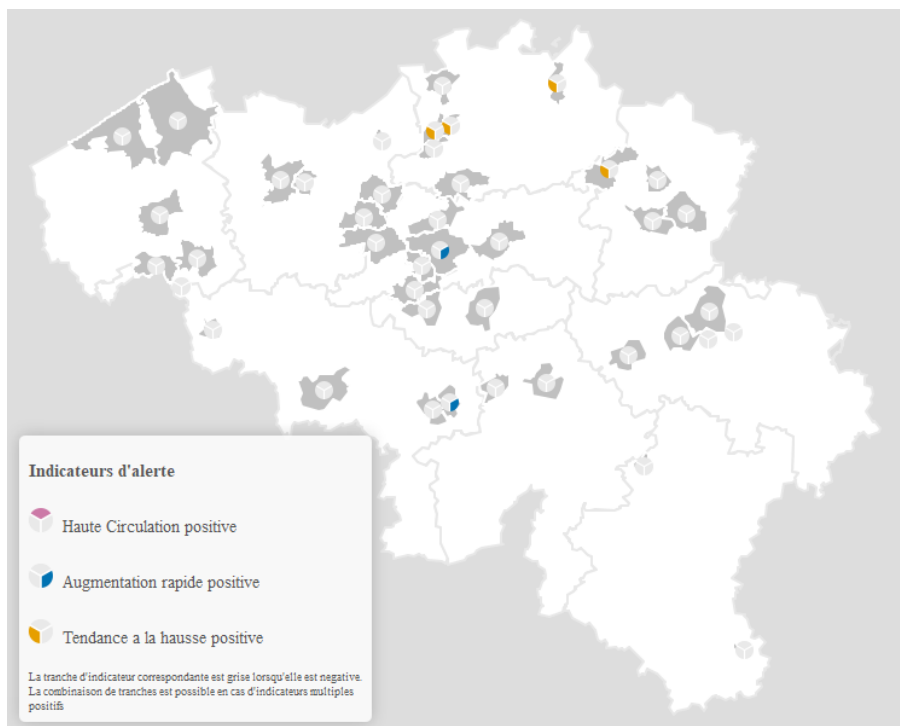 Indicateurs d'alerte
Haute Circulation positive
Augmentation rapide positive
Tendance a la hausse positive
La tranche d'indicateur correspondante est grise lorsqu'elle est negative.
La combinaison de tranches est possible en cas d'indicateurs multiples
positifs